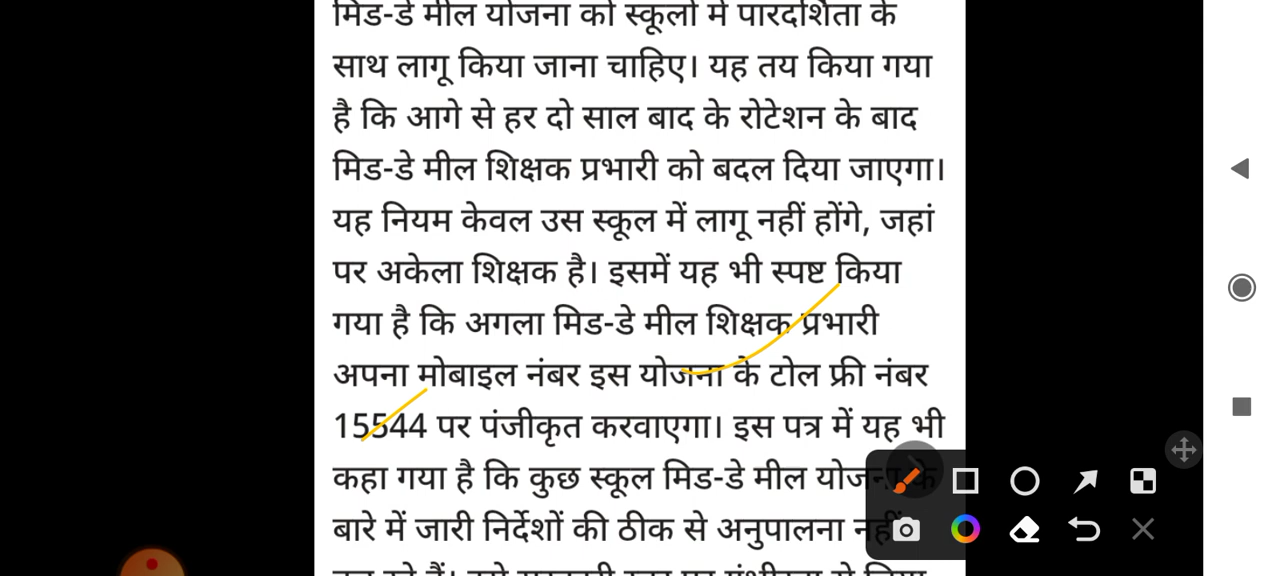 मिड-डे मील योजना को स्कूलों में पारदर्शिता के
साथ लागू किया जाना चाहिए। यह तय किया गया
है कि आगे से हर दो साल बाद के रोटेशन के बाद
मिड-डे मील शिक्षक प्रभारी को बदल दिया जाएगा।
यह नियम केवल उस स्कूल में लागू नहीं होंगे, जहां
पर अकेला शिक्षक है। इसमें यह भी स्पष्ट किया
गया है कि अगला मिड-डे मील शिक्षक प्रभारी
अपना मोबाइल नंबर इस योजना के टोल फ्री नंबर
15544 पर पंजीकृत करवाएगा। इस पत्र में यह भी
कहा गया है कि कुछ स्कूल मिड-डे मील योजना के
बारे में जारी निर्देशों की ठीक से अनुपालना नहीं